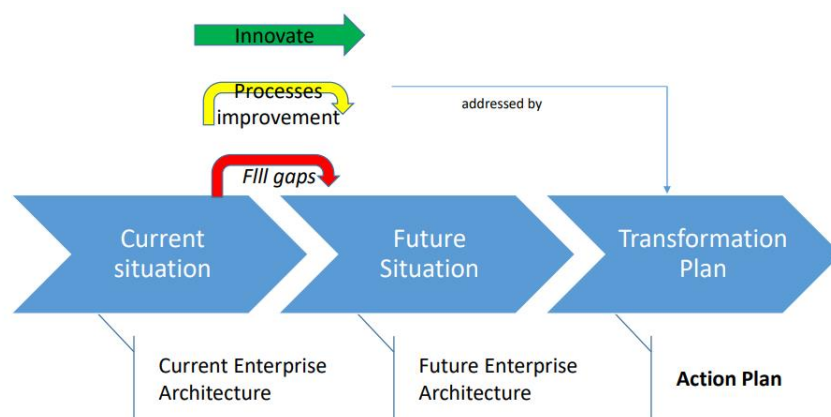 Innovate
Processes
improvement
addressed by
FIll gaps
Current
situation
Future
Situation
Transformation
Plan
Current Enterprise
Architecture
Future Enterprise
Architecture
Action Plan